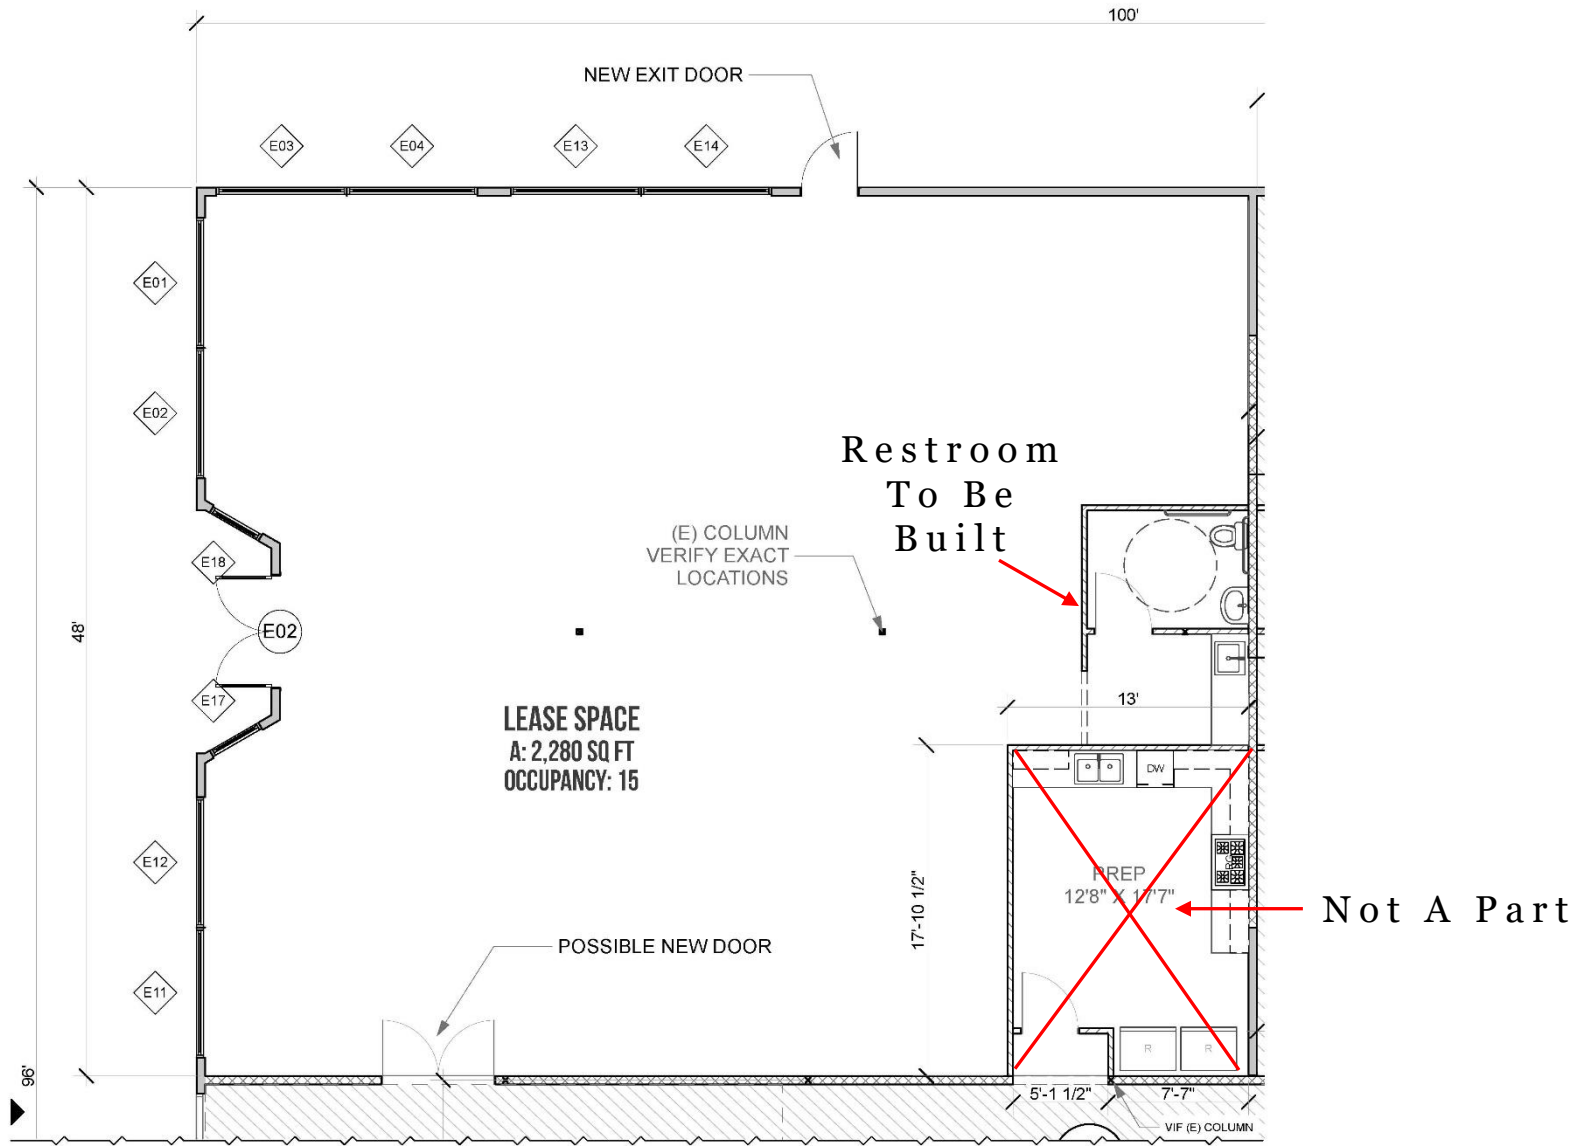 100'
NEW EXIT DOOR
E03
E04
E13
E14
E01
E02
Restroom
To Be
Built
(E) COLUMN
VERIFY EXACT
LOCATIONS
E18
E02
48'
E17
13'
LEASE SPACE
A: 2,280 SQ FT
OCCUPANCY: 15
DW
E12
PREP
12'8" X 17'7"
17'-10 1/2"
Not A Part
POSSIBLE NEW DOOR
E11
R
R
96'
5'-1 1/2"
7'-7"
VIF (E) COLUMN